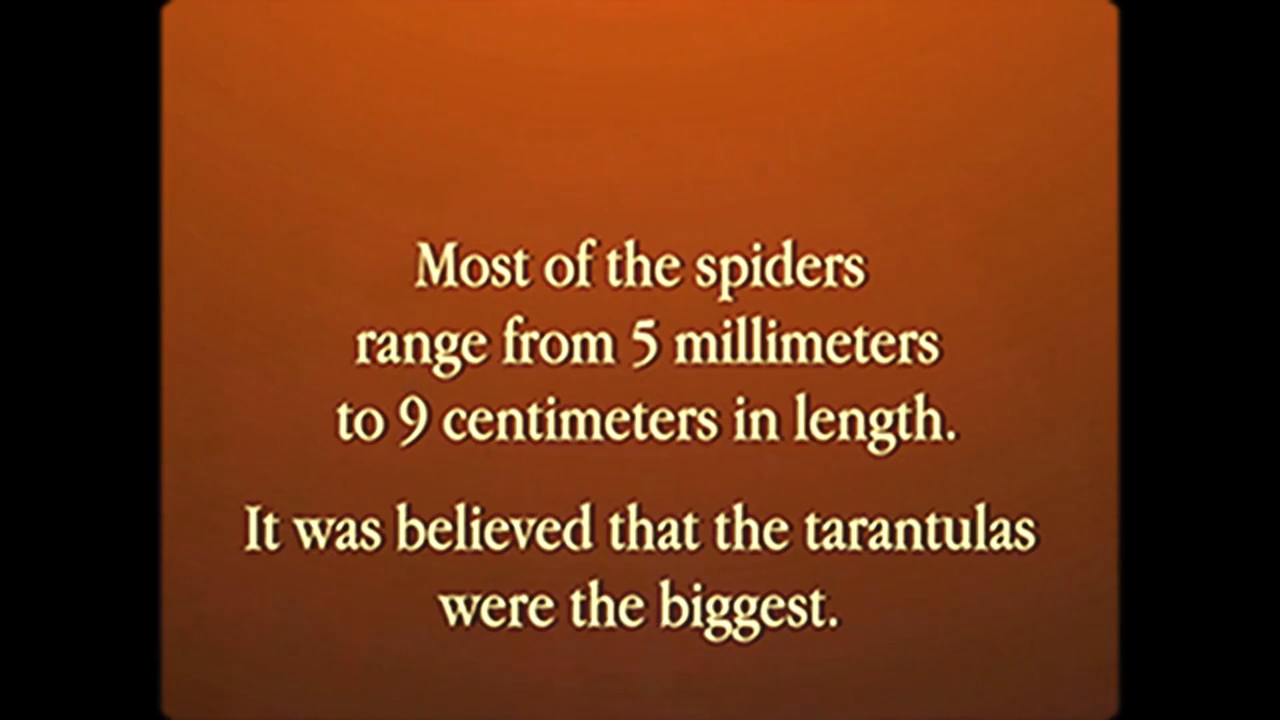 Most of the spiders
range from 5 millimeters
to 9 centimeters in length.
It was believed that the tarantulas
were the biggest.